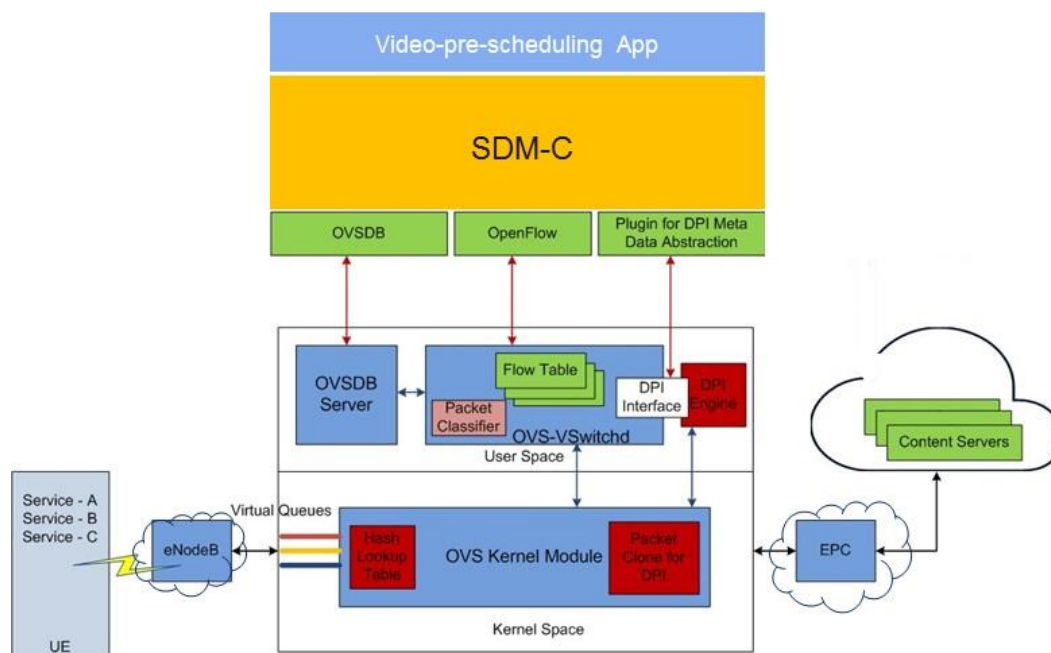 Video-pre-scheduling App
SDM-C
OVSDB
OpenFlow
Plugin for DPI Meta
Data Abstraction
OVSDB
Server
Flow Table
Packet
Classifier
OVS-VSwitchd
DPI
Interface
DPI
Engine
User Space
Content Servers
Service - A
Service - B
Service - C
UE
eNodeB
Virtual Queues
Hash
Lookup
Table
OVS Kernel Module
Packet
Clone for
DPI
Kernel Space
EPC